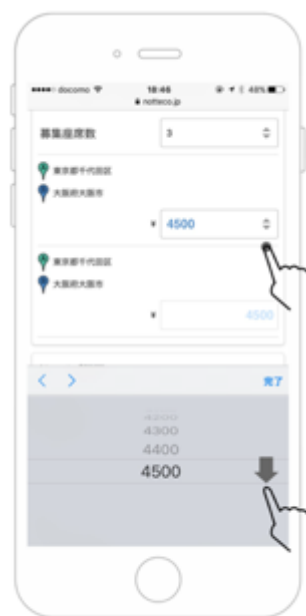 docomo 18:46 48%
notteco.jp
募集座席数 3
東京都千代田区
大阪府大阪市
¥ 4500
東京都千代田区
大阪府大阪市
¥ 4500
完了
4200
4300
4400
4500